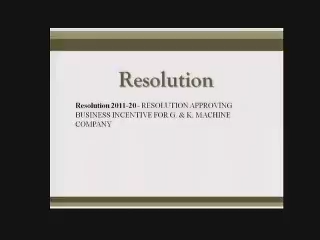 Resolution
Resolution 2011-20 - RESOLUTION APPROVING
BUSINESS INCENTIVE FOR G. & K. MACHINE
COMPANY